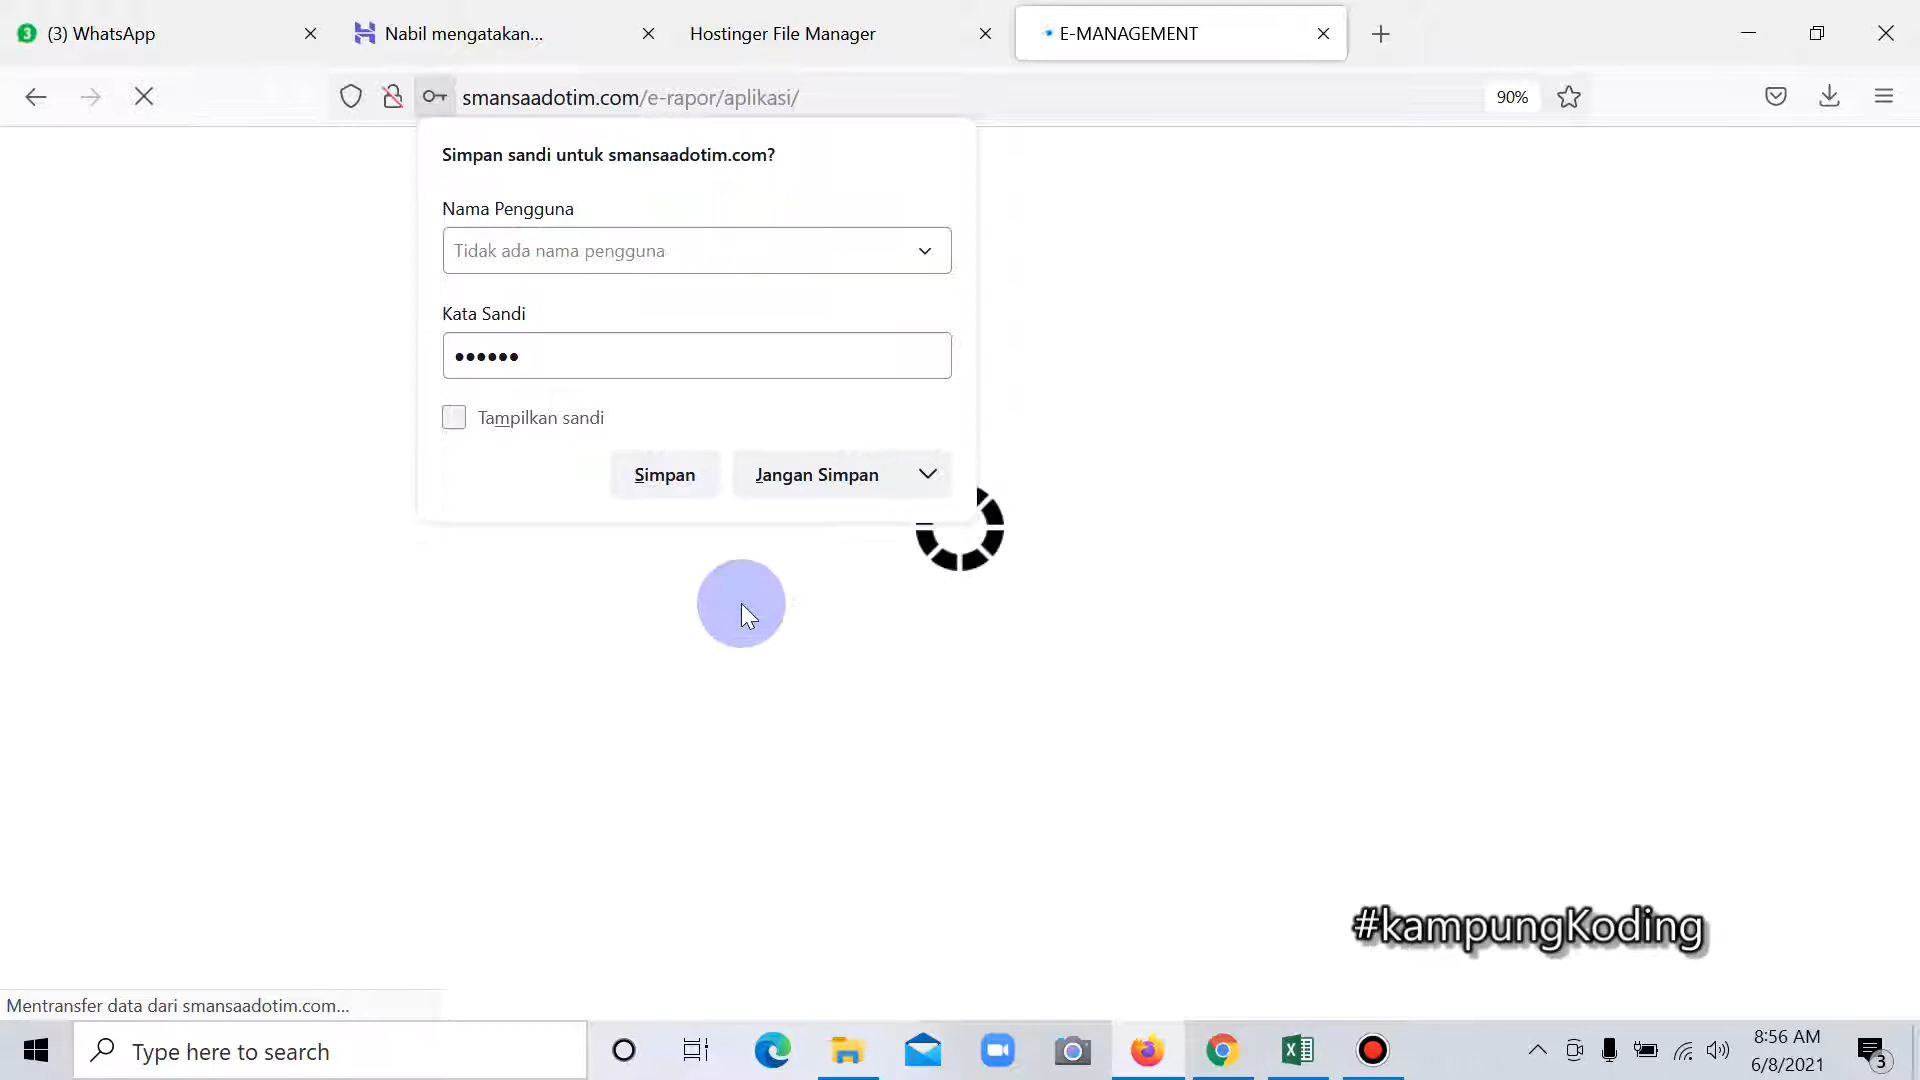 (3) WhatsApp
Nabil mengatakan...
Hostinger File Manager
E-MANAGEMENT
smansaadotim.com/e-rapor/aplikasi/
90%
Simpan sandi untuk smansaadotim.com?
Nama Pengguna
Tidak ada nama pengguna
Kata Sandi
Tampilkan sandi
Simpan
Jangan Simpan
#kampungKoding
Mentransfer data dari smansaadotim.com...
Type here to search
8:56 AM
6/8/2021
3